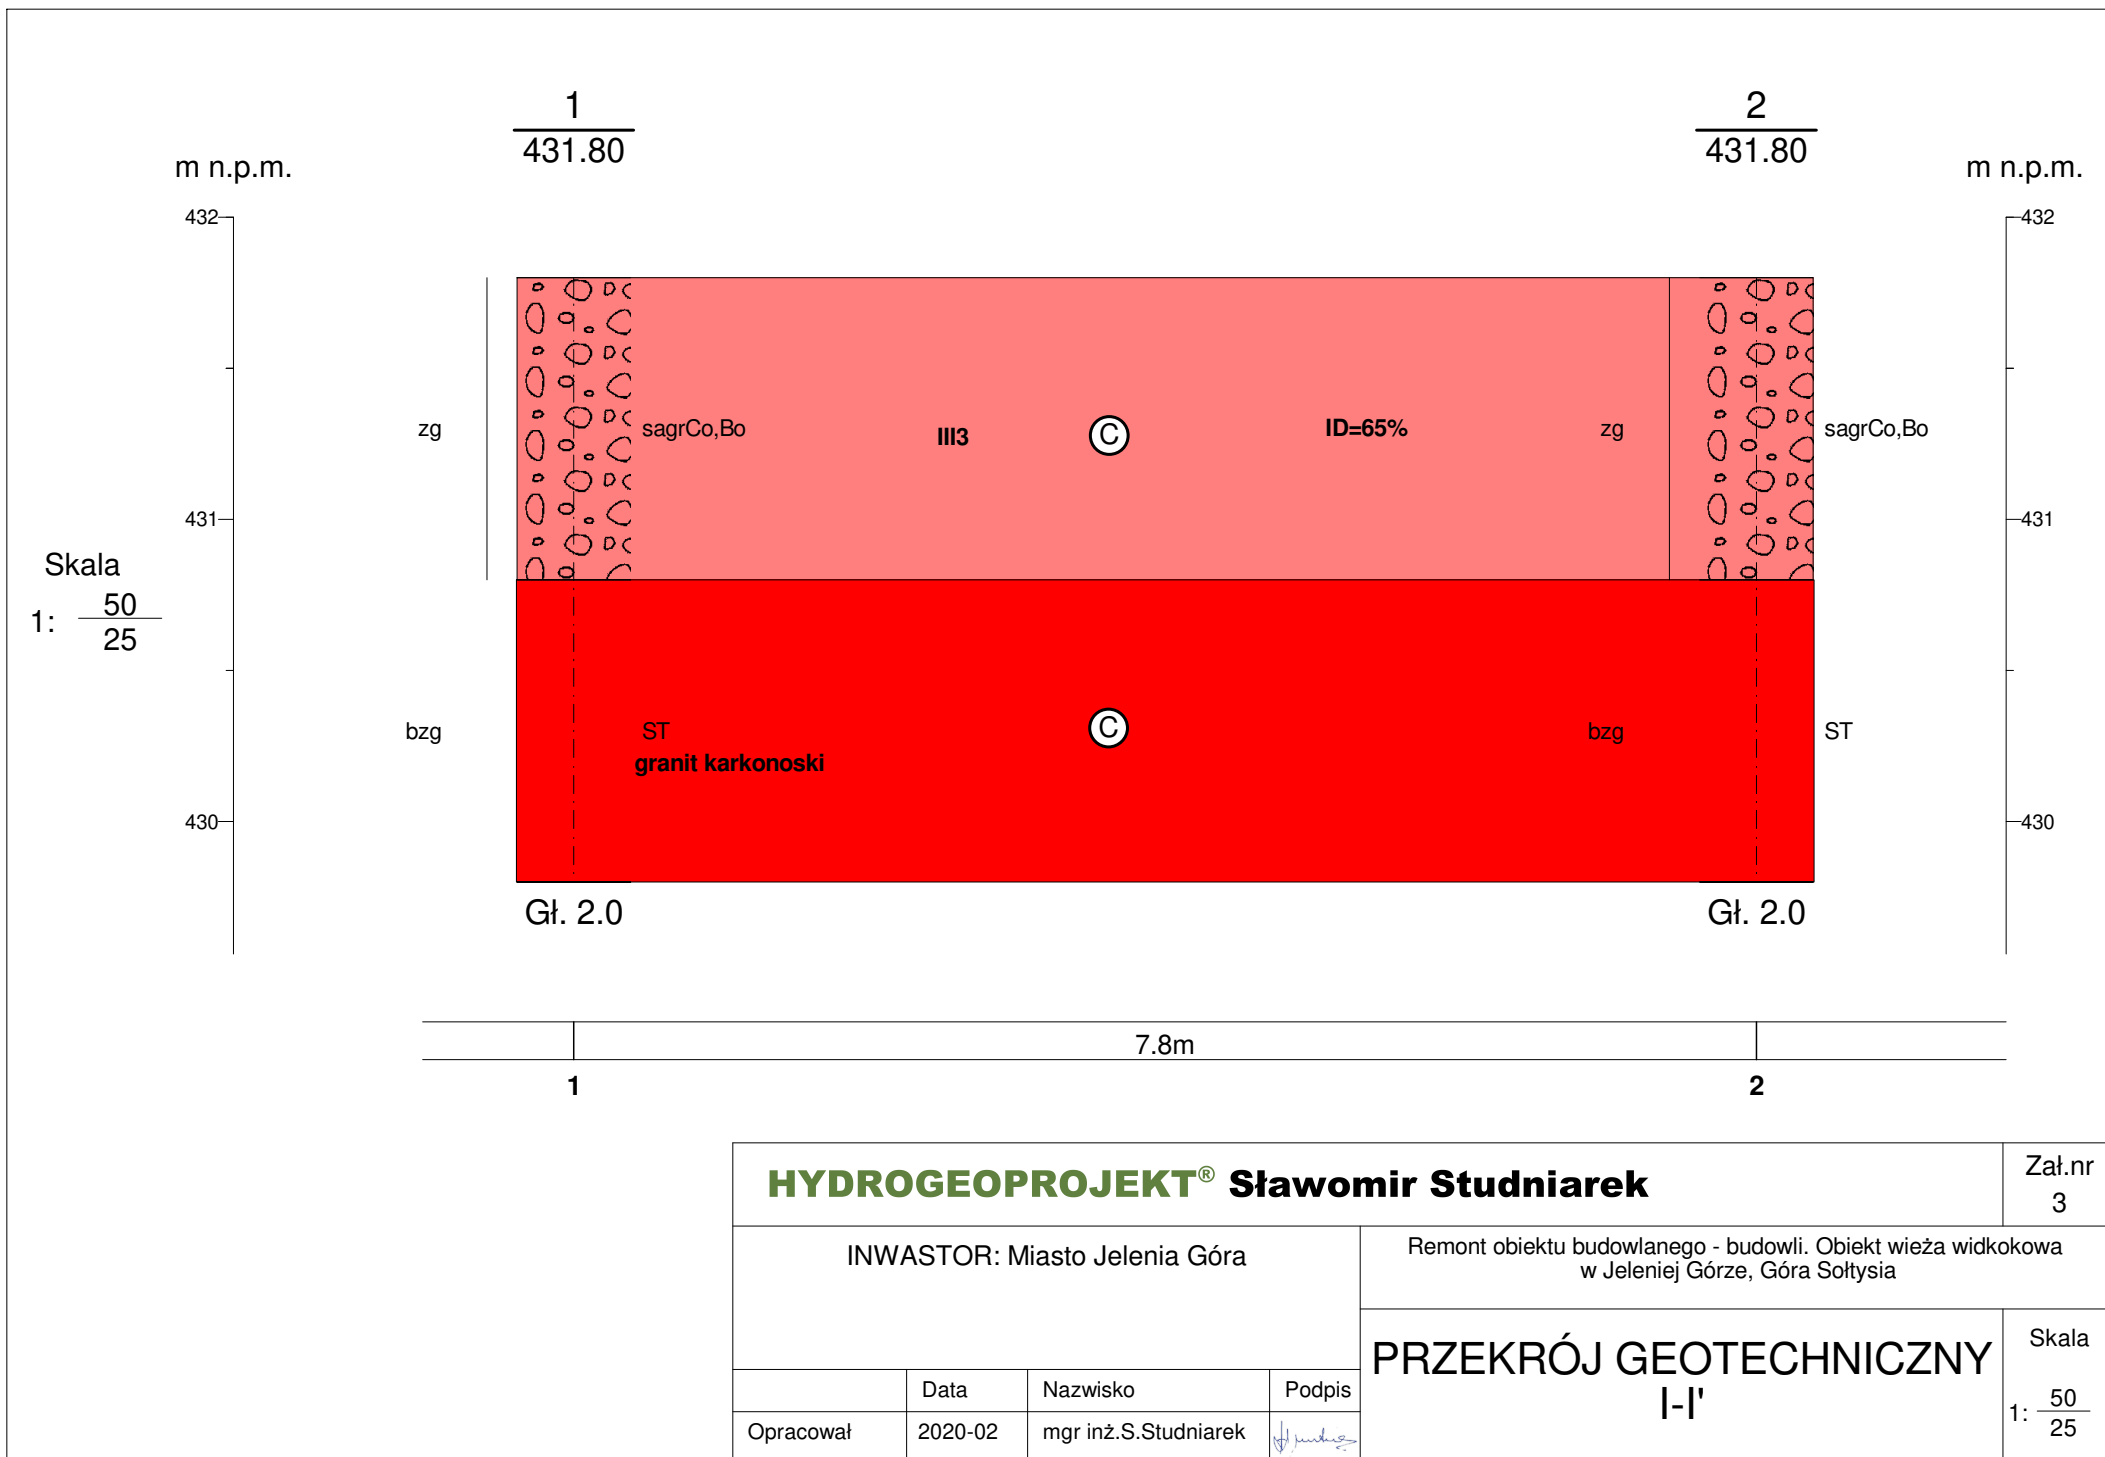 1
431.80
2
431.80
m n.p.m.
m n.p.m.
432
432
zg
sagrCo,Bo
III3
C
ID=65%
zg
sagrCo,Bo
431
431
Skala
1: 50
25
bzg
ST
granit karkonoski
C
bzg
ST
430
430
Gł. 2.0
Gł. 2.0
7.8m
1
2
HYDROGEOPROJEKT® Sławomir Studniarek
Zał.nr
3
INWASTOR: Miasto Jelenia Góra
Remont obiektu budowlanego - budowli. Obiekt wieża widkokowa
w Jeleniej Górze, Góra Sołtysia
PRZEKRÓJ GEOTECHNICZNY
I-I'
Skala
1: 50
25
Data
Nazwisko
Podpis
Opracował
2020-02
mgr inż.S.Studniarek